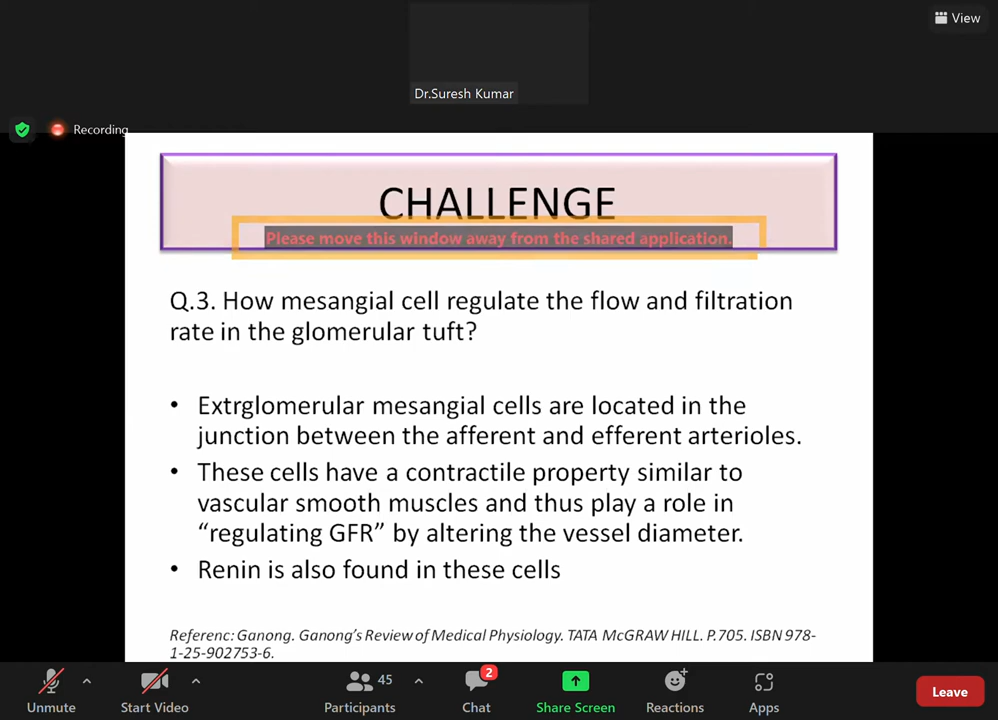 View
Dr.Suresh Kumar
Recording
CHALLENGE
Please move this window away from the shared application.
Q.3. How mesangial cell regulate the flow and filtration
rate in the glomerular tuft?
• Extrglomerular mesangial cells are located in the
junction between the afferent and efferent arterioles.
• These cells have a contractile property similar to
vascular smooth muscles and thus play a role in
“regulating GFR” by altering the vessel diameter.
• Renin is also found in these cells
Referenc: Ganong. Ganong’s Review of Medical Physiology. TATA McGRAW HILL. P.705. ISBN 978-
1-25-902753-6.
45
2
Unmute
Start Video
Participants
Chat
Share Screen
Reactions
Apps
Leave